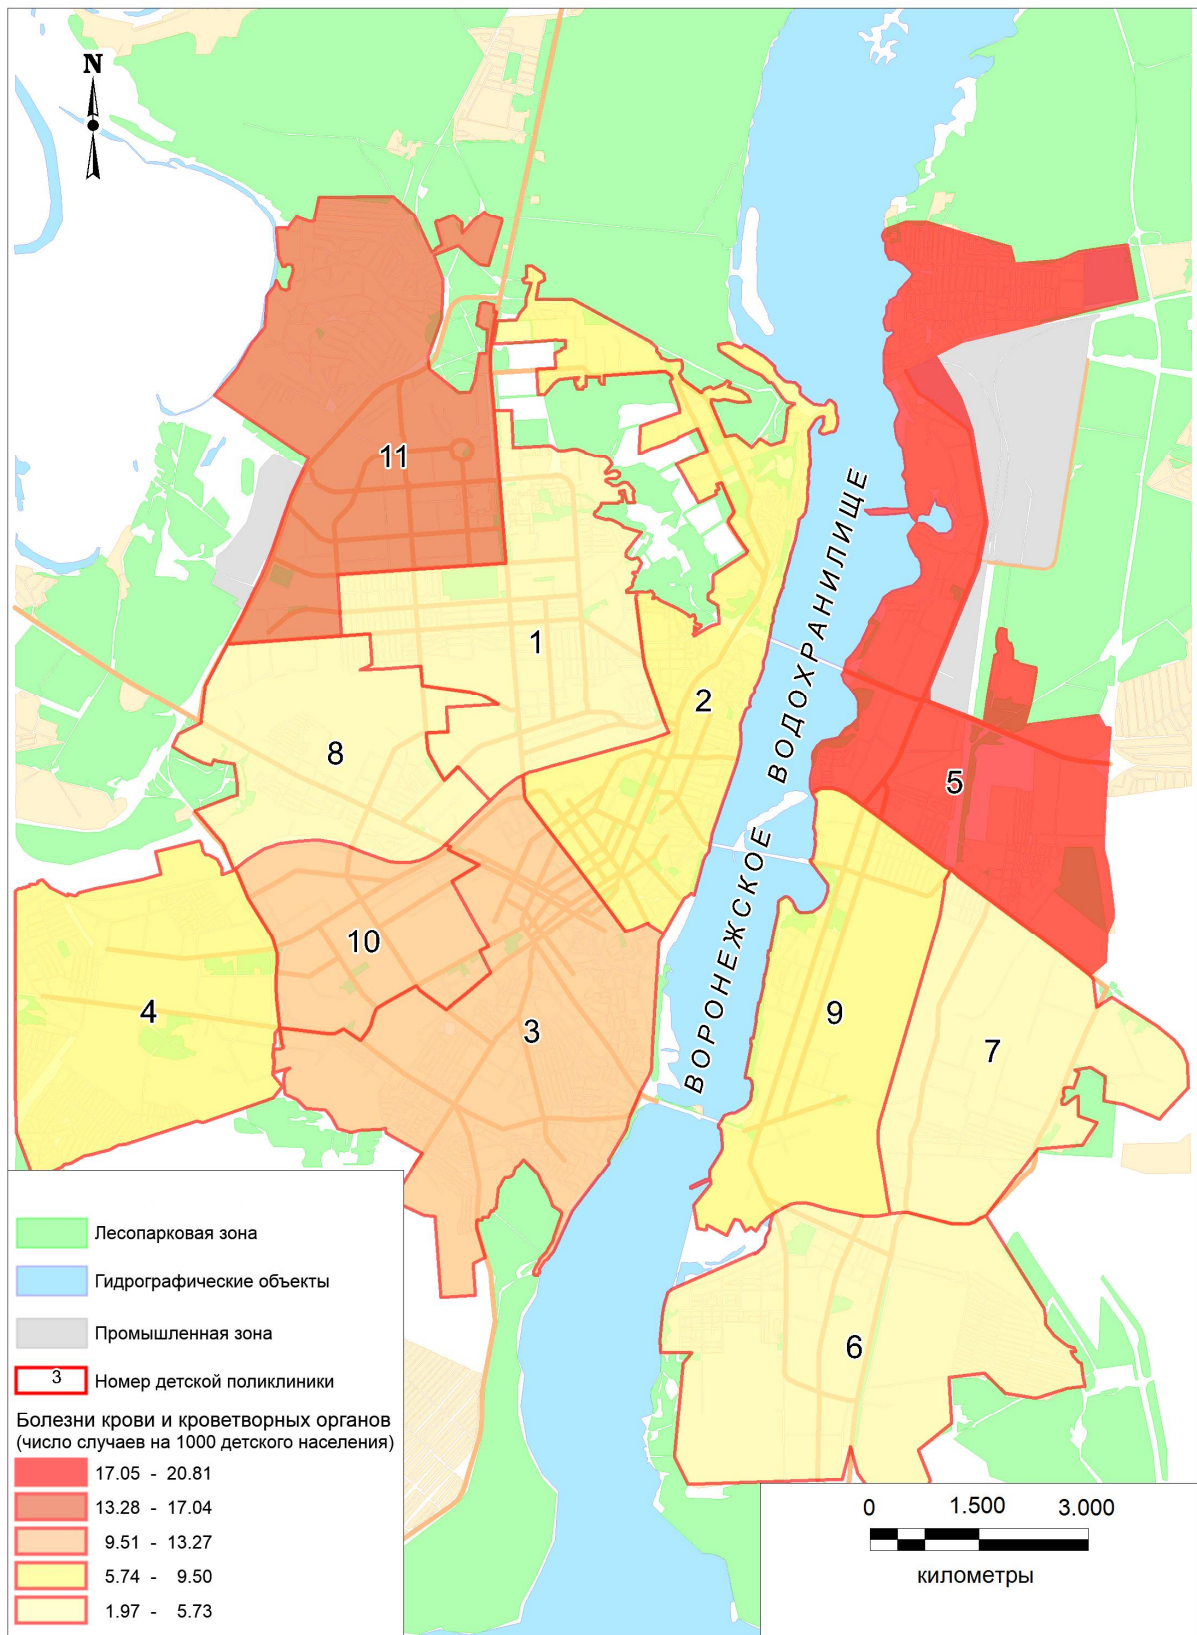 N
11
1
2
8
5
10
4
3
9
7
6
ВОРОНЕЖСКОЕ ВОДОХРАНИЛИЩЕ
Лесопарковая зона
Гидрографические объекты
Промышленная зона
3 Номер детской поликлиники
Болезни крови и кроветворных органов
(число случаев на 1000 детского населения)
17.05 - 20.81
13.28 - 17.04
9.51 - 13.27
5.74 - 9.50
1.97 - 5.73
0 1.500 3.000
километры